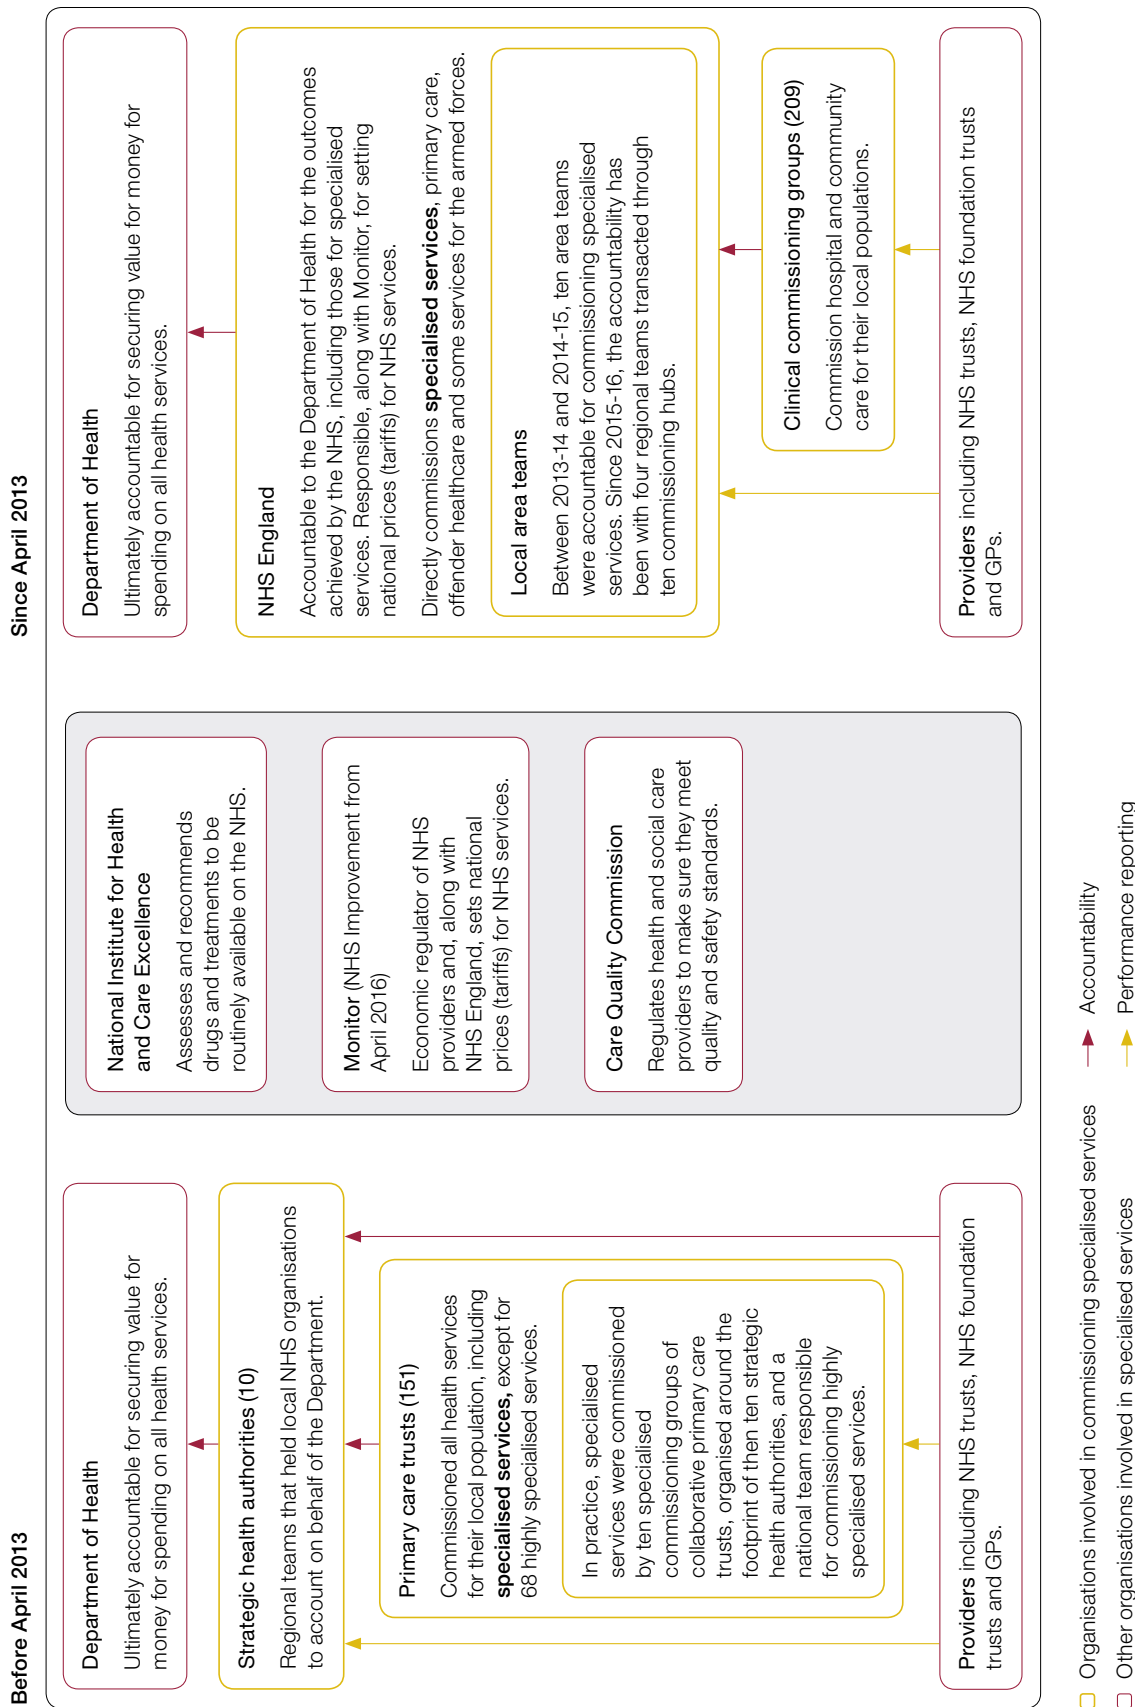 Before April 2013
Since April 2013
Department of Health
Ultimately accountable for securing value for
money for spending on all health services.
Strategic health authorities (10)
Regional teams that held local NHS organisations
to account on behalf of the Department.
Primary care trusts (151)
Commissioned all health services
for their local population, including
specialised services, except for
68 highly specialised services.
In practice, specialised
services were commissioned
by ten specialised
commissioning groups of
collaborative primary care
trusts, organised around the
footprint of then ten strategic
health authorities, and a
national team responsible
for commissioning highly
specialised services.
Providers including NHS trusts, NHS foundation
trusts and GPs.
National Institute for Health
and Care Excellence
Assesses and recommends
drugs and treatments to be
routinely available on the NHS.
Monitor (NHS Improvement from
April 2016)
Economic regulator of NHS
providers and, along with
NHS England, sets national
prices (tariffs) for NHS services.
Care Quality Commission
Regulates health and social care
providers to make sure they meet
quality and safety standards.
Department of Health
Ultimately accountable for securing value for money for
spending on all health services.
NHS England
Accountable to the Department of Health for the outcomes
achieved by the NHS, including those for specialised
services. Responsible, along with Monitor, for setting
national prices (tariffs) for NHS services.
Directly commissions specialised services, primary care,
offender healthcare and some services for the armed forces.
Local area teams
Between 2013-14 and 2014-15, ten area teams
were accountable for commissioning specialised
services. Since 2015-16, the accountability has
been with four regional teams transacted through
ten commissioning hubs.
Clinical commissioning groups (209)
Commission hospital and community
care for their local populations.
Providers including NHS trusts, NHS foundation trusts
and GPs.
Organisations involved in commissioning specialised services
Accountability
Other organisations involved in specialised services
Performance reporting